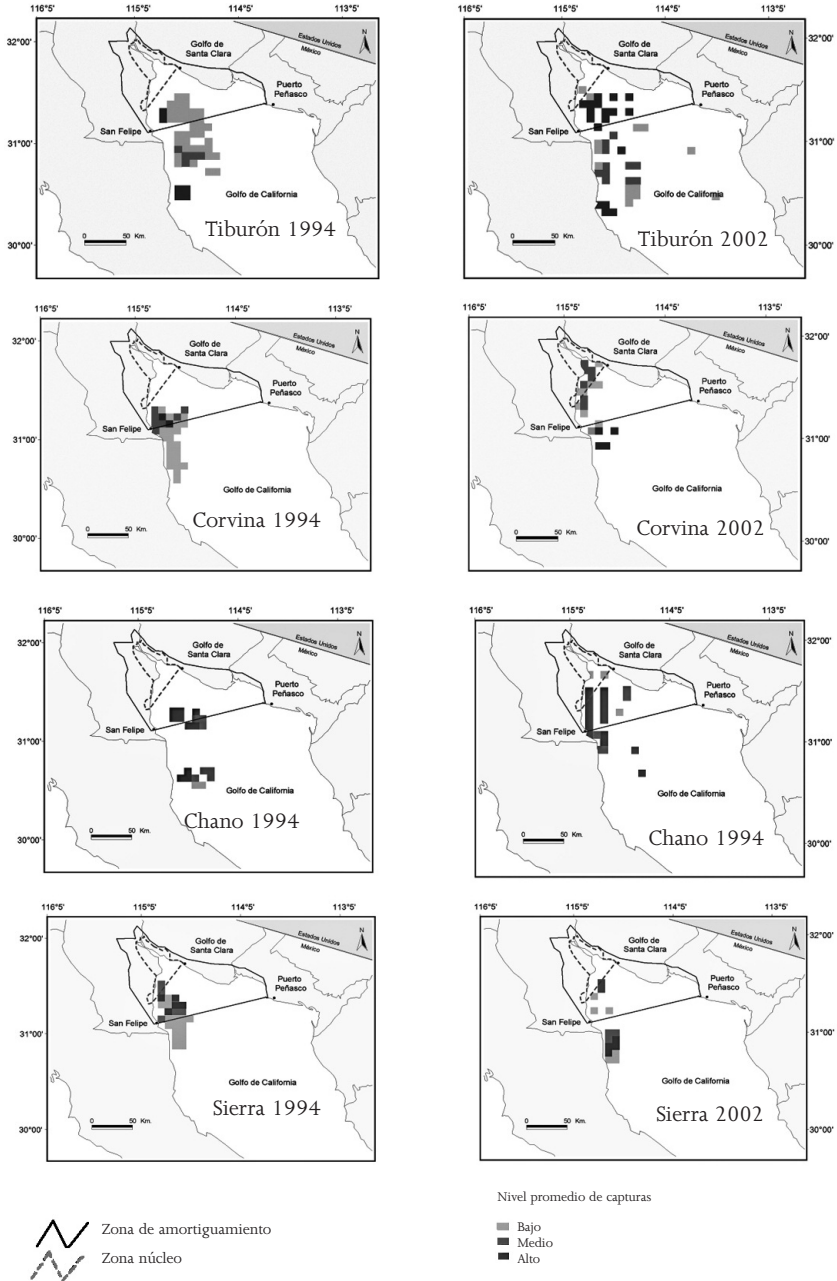 116°5' 115°5' 114°5' 113°5'
32°00'
31°00'
30°00'
Golfo de
Santa Clara
Estados Unidos
México
N
Puerto
Peñasco
San Felipe
Golfo de California
0 50 Km.
Tiburón 1994
116°5' 115°5' 114°5' 113°5'
32°00'
31°00'
30°00'
Golfo de
Santa Clara
Estados Unidos
México
N
Puerto
Peñasco
San Felipe
Golfo de California
0 50 Km.
Tiburón 2002
116°5' 115°5' 114°5' 113°5'
32°00'
31°00'
30°00'
Golfo de
Santa Clara
Estados Unidos
México
N
Puerto
Peñasco
San Felipe
Golfo de California
0 50 Km.
Corvina 1994
116°5' 115°5' 114°5' 113°5'
32°00'
31°00'
30°00'
Golfo de
Santa Clara
Estados Unidos
México
N
Puerto
Peñasco
San Felipe
Golfo de California
0 50 Km.
Corvina 2002
116°5' 115°5' 114°5' 113°5'
32°00'
31°00'
30°00'
Golfo de
Santa Clara
Estados Unidos
México
N
Puerto
Peñasco
San Felipe
Golfo de California
0 50 Km.
Chano 1994
116°5' 115°5' 114°5' 113°5'
32°00'
31°00'
30°00'
Golfo de
Santa Clara
Estados Unidos
México
N
Puerto
Peñasco
San Felipe
Golfo de California
0 50 Km.
Chano 1994
116°5' 115°5' 114°5' 113°5'
32°00'
31°00'
30°00'
Golfo de
Santa Clara
Estados Unidos
México
N
Puerto
Peñasco
San Felipe
Golfo de California
0 50 Km.
Sierra 1994
116°5' 115°5' 114°5' 113°5'
32°00'
31°00'
30°00'
Golfo de
Santa Clara
Estados Unidos
México
N
Puerto
Peñasco
San Felipe
Golfo de California
0 50 Km.
Sierra 2002
Zona de amortiguamiento
Zona núcleo
Nivel promedio de capturas
Bajo
Medio
Alto